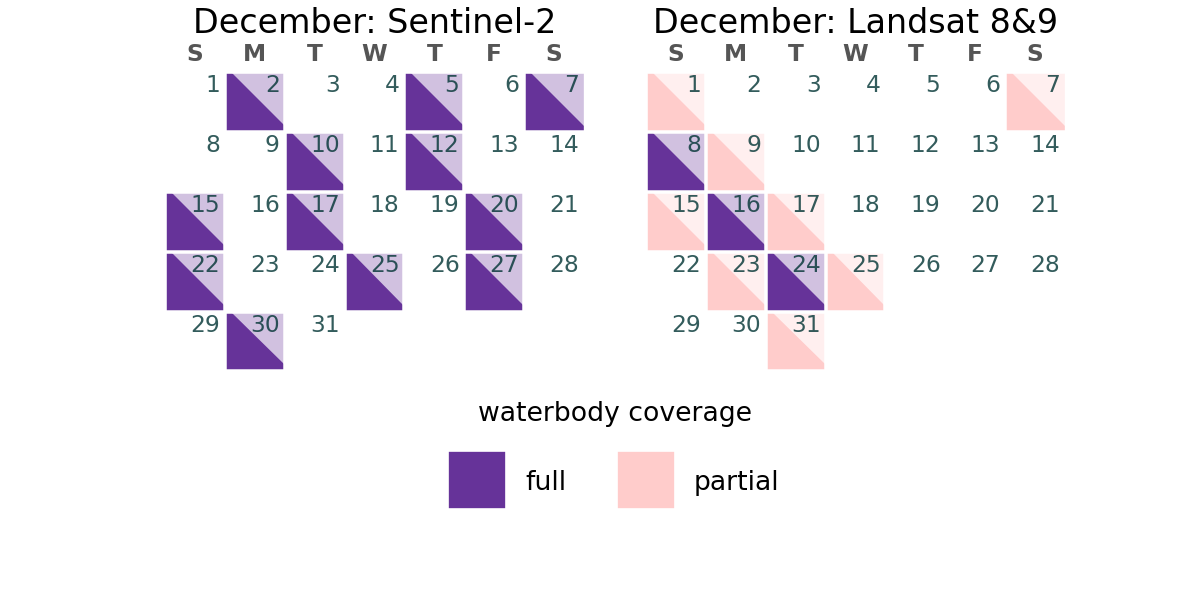 December: Sentinel-2
S M T W T F S
1 2 3 4 5 6 7
8 9 10 11 12 13 14
15 16 17 18 19 20 21
22 23 24 25 26 27 28
29 30 31
December: Landsat 8&9
S M T W T F S
1 2 3 4 5 6 7
8 9 10 11 12 13 14
15 16 17 18 19 20 21
22 23 24 25 26 27 28
29 30 31
waterbody coverage
full
partial